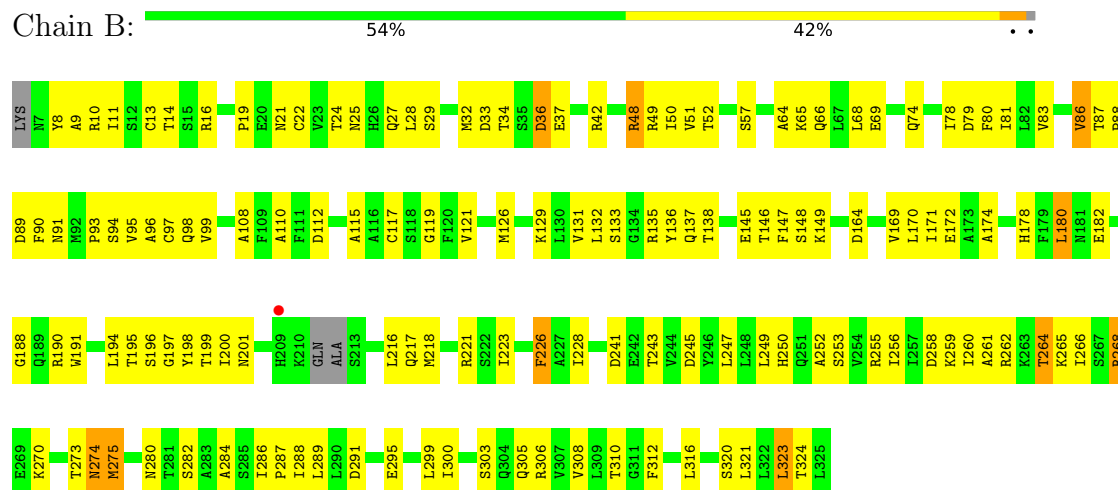 Chain B:
54% 42% • •
LYS N7 Y8 A9 R10 I11 S12 C13 T14 S15 R16 P19 E20 N21 C22 V23 T24 N25 H26 Q27 L28 S29 M32 D33 T34 S35 D36 E37 R42 R48 R49 I50 V51 T52 S57 A64 K65 Q66 L67 L68 E69 Q74 I78 D79 F80 I81 L82 V83 V86 T87 P88
D89 F90 N91 M92 P93 S94 V95 A96 C97 Q98 V99 A108 F109 A110 F111 D112 A115 A116 C117 S118 G119 F120 V121 M126 K129 L130 V131 L132 S133 G134 R135 Y136 Q137 T138 E145 T146 F147 S148 K149 D164 V169 L170 I171 E172 A173 A174 H178 F179 L180 N181 E182
G188 Q189 R190 W191 L194 T195 S196 G197 Y198 T199 I200 N201 H209 K210 GLN ALA S213 L216 Q217 M218 R221 S222 I223 F226 A227 I228 D241 E242 T243 V244 D245 Y246 L247 L248 L249 H250 Q251 A252 S253 V254 R255 I256 I257 D258 K259 I260 A261 R262 K263 T264 K265 I266 S267
E269 K270 T273 N274 M275 N280 T281 S282 A283 A284 S285 I286 P287 I288 L289 L290 D291 E295 L299 I300 S303 Q304 Q305 R306 V307 V308 L309 T310 G311 F312 L316 S320 L321 L322 L323 T324 L325